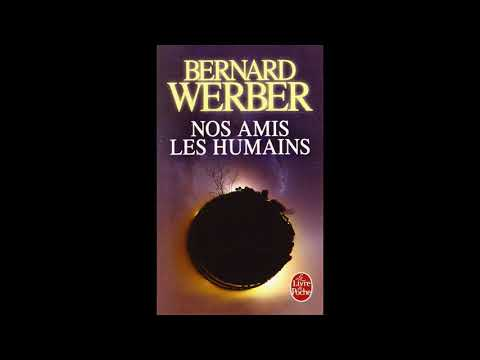 BERNARD
WERBER
NOS AMIS
LES HUMAINS
Le
Livre
de
Poche